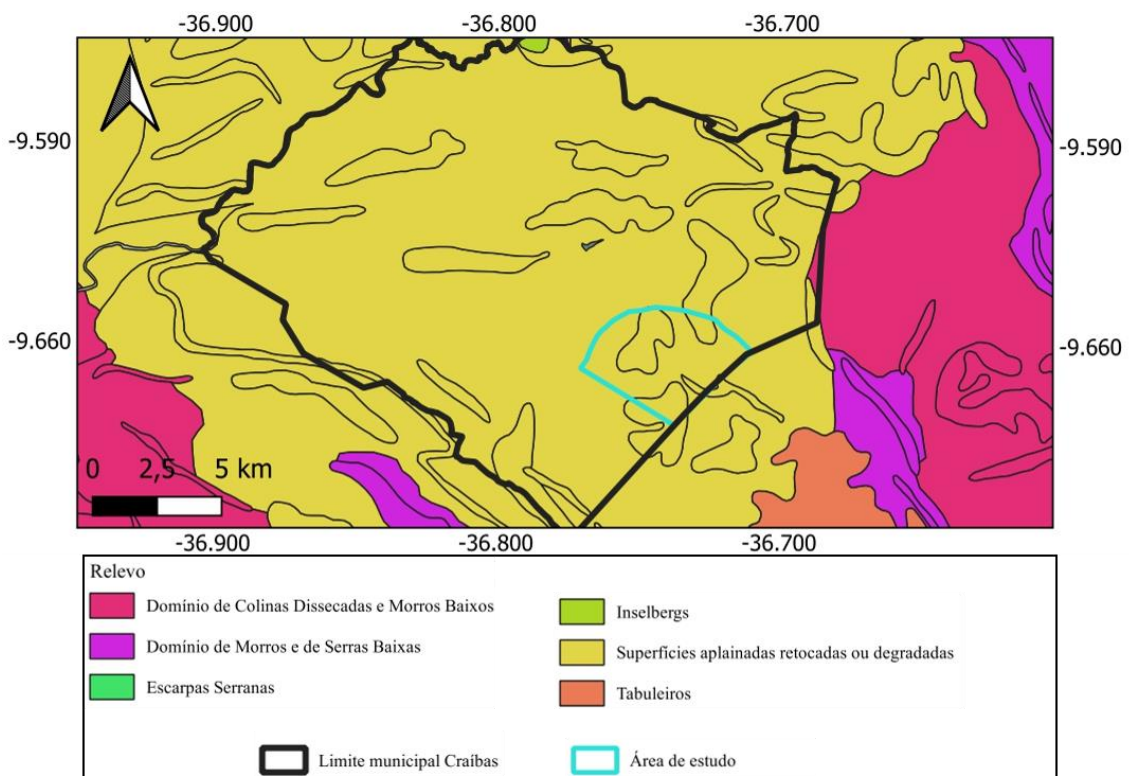 -36.900 -36.800 -36.700
-9.590 -9.590
-9.660 -9.660
0 2,5 5 km
-36.900 -36.800 -36.700
Relevo
Domínio de Colinas Dissecadas e Morros Baixos
Domínio de Morros e de Serras Baixas
Escarpas Serranas
Inselbergs
Superfícies aplainadas retocadas ou degradadas
Tabuleiros
Limite municipal Craíbas
Área de estudo